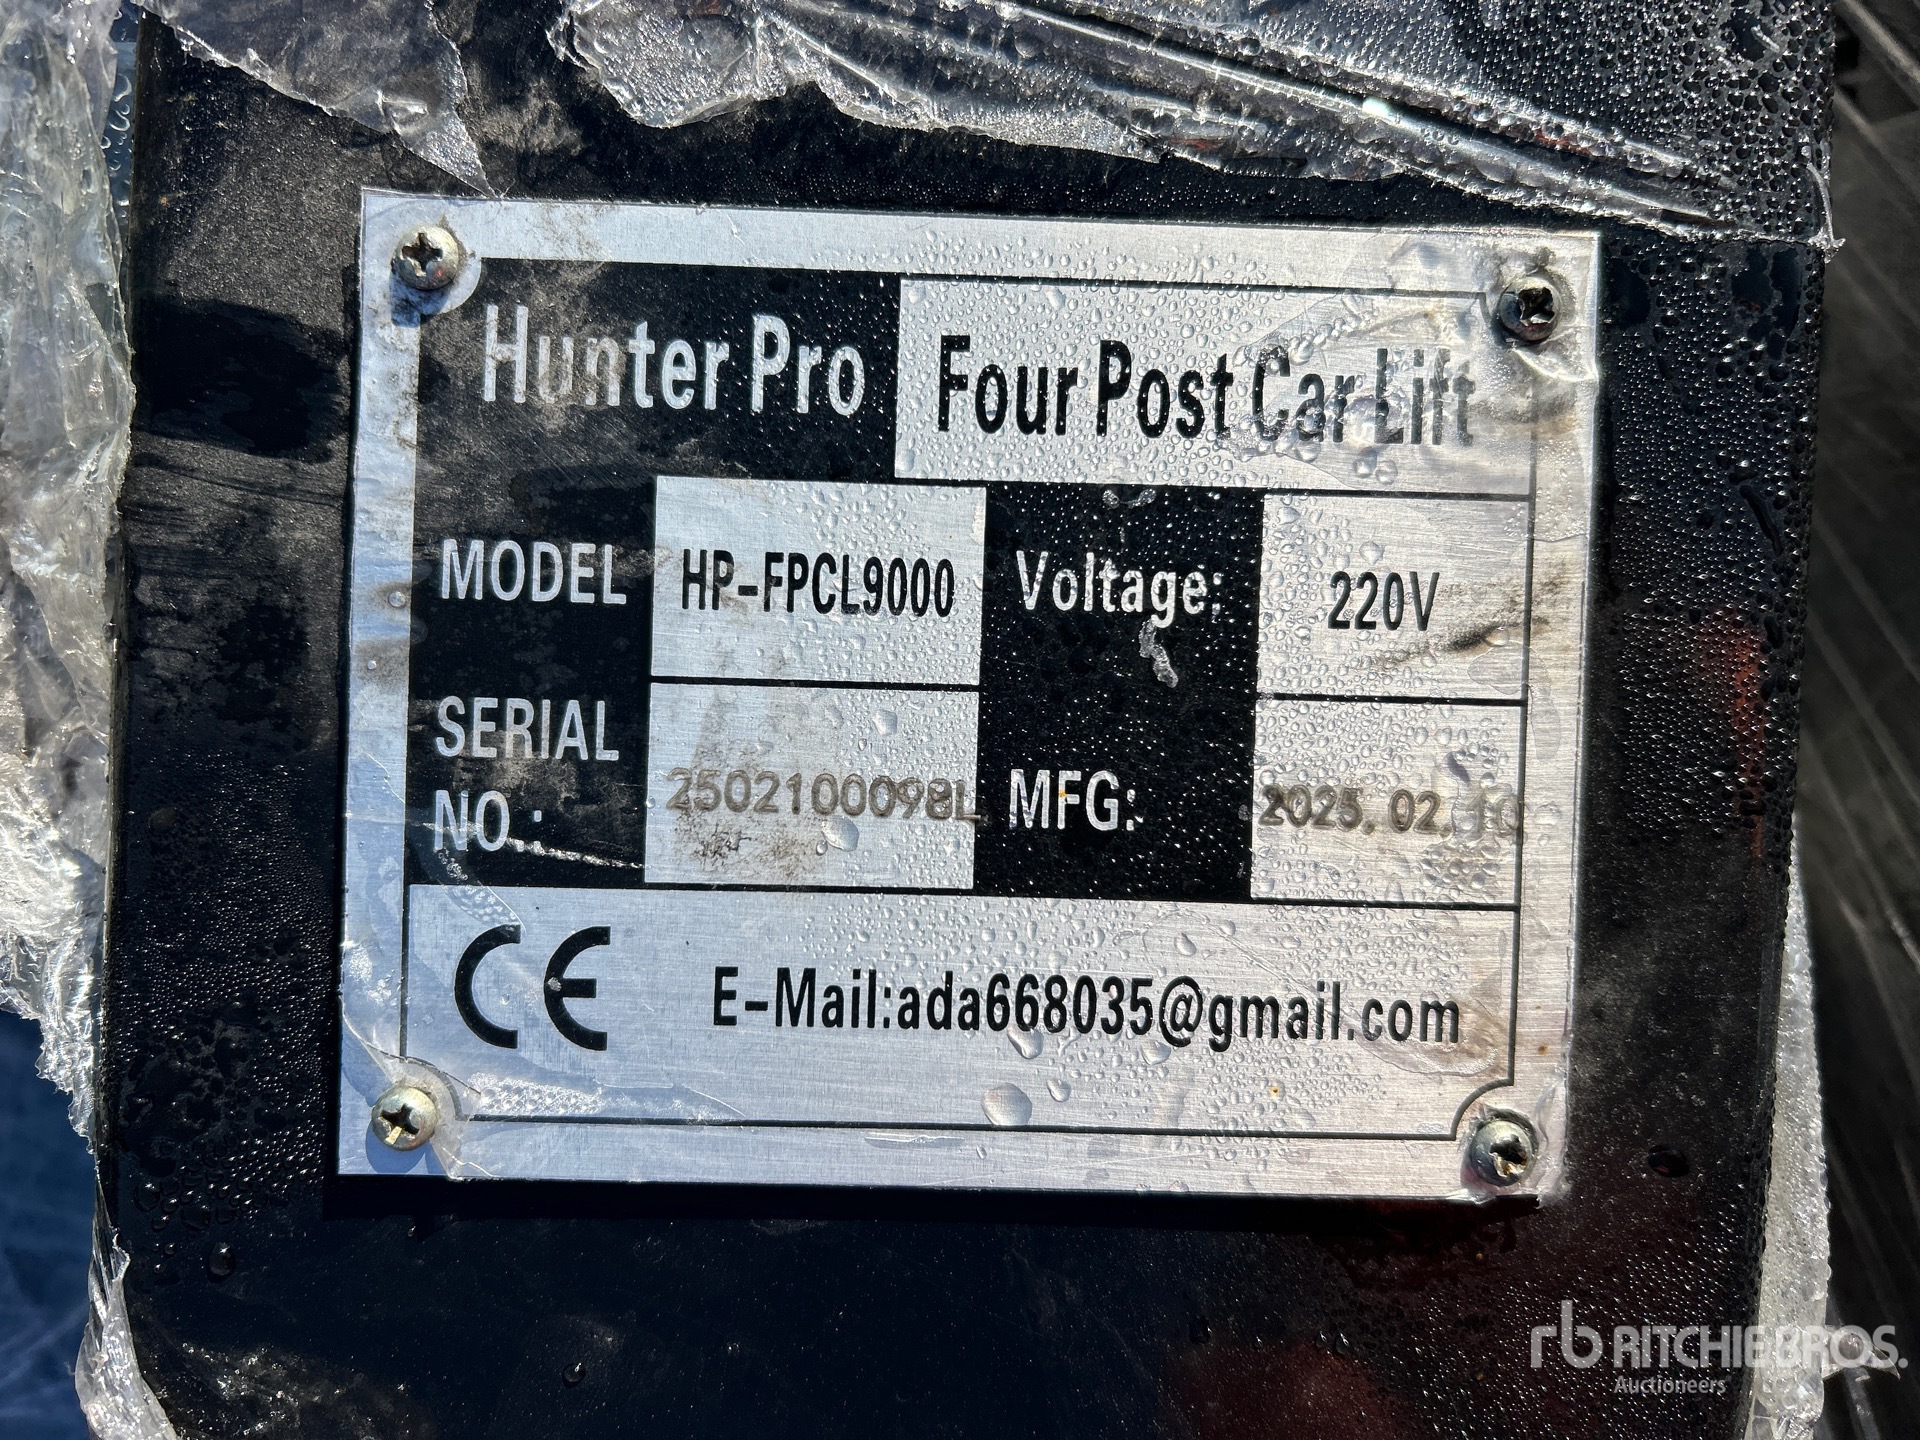 Hunter Pro Four Post Car Lift
MODEL HP-FPCL9000 Voltage: 220V
SERIAL NO.: 2502100098L MFG: 2025.02.10
CE E-Mail:ada668035@gmail.com
rb RITCHIE BROS.
Auctioneers